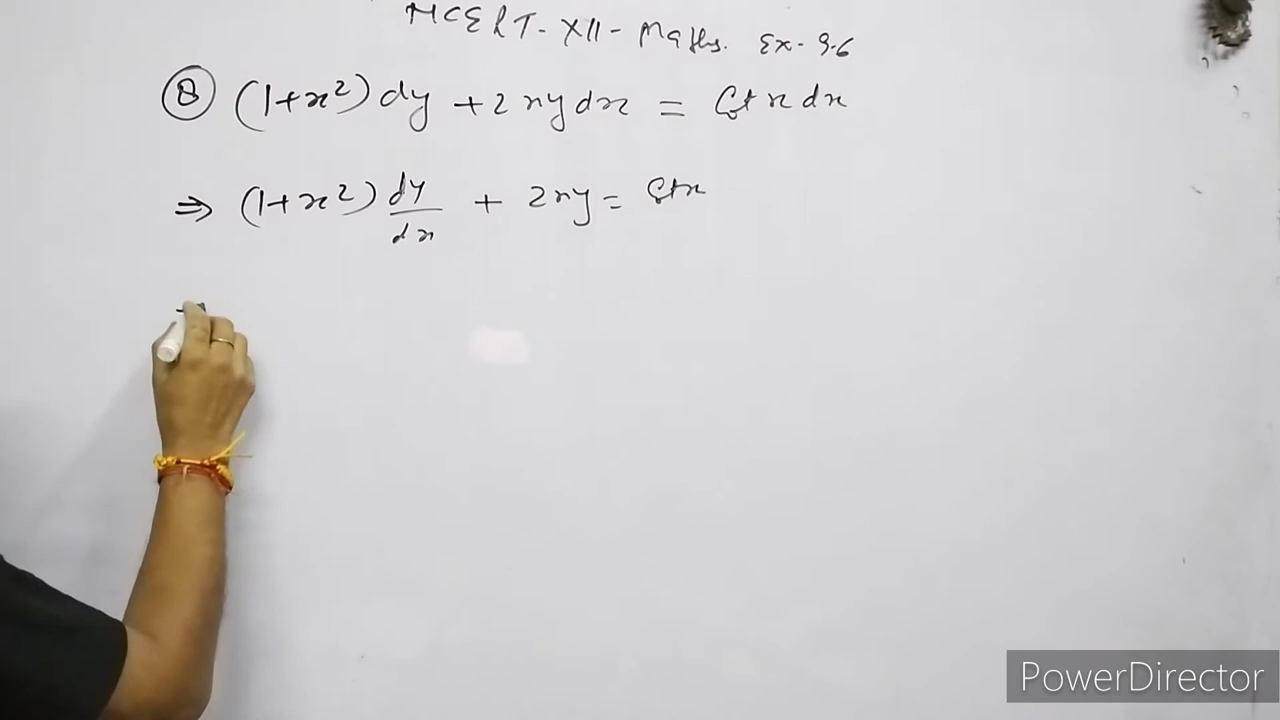 NCERT - XII - Maths. Ex - 9.6
⑧ (1+x²) dy + 2xy dx = Cot x dx
⇒ (1+x²) dy/dx + 2xy = Cot x
PowerDirector